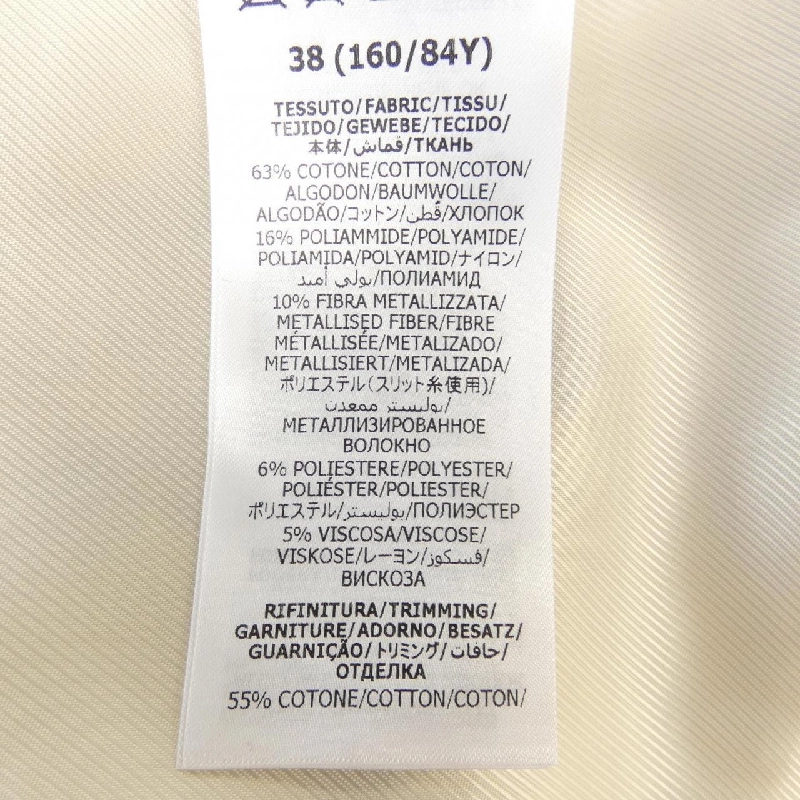 38 (160/84Y)
TESSUTO/FABRIC/TISSU/
TEJIDO/GEWEBE/TECIDO/
本体/قماش/ТКАНЬ
63% COTONE/COTTON/COTON/
ALGODON/BAUMWOLLE/
ALGODÃO/コットン/قطن/ХЛОПОК
16% POLIAMMIDE/POLYAMIDE/
POLIAMIDA/POLYAMID/ナイロン/
بولي أميد/ПОЛИАМИД
10% FIBRA METALLIZZATA/
METALLISED FIBER/FIBRE
MÉTALLISÉE/METALIZADO/
METALLISIERT/METALIZADA/
ポリエステル(スリット糸使用)/
بوليستر ممعدن/
МЕТАЛЛИЗИРОВАННОЕ
ВОЛОКНО
6% POLIESTERE/POLYESTER/
POLIÉSTER/POLIESTER/
ポリエステル/بوليستر/ПОЛИЭСТЕР
5% VISCOSA/VISCOSE/
VISKOSE/レーヨン/فسكوز/
ВИСКОЗА
RIFINITURA/TRIMMING/
GARNITURE/ADORNO/BESATZ/
GUARNIÇÃO/トリミング/حافات/
ОТДЕЛКА
55% COTONE/COTTON/COTON/